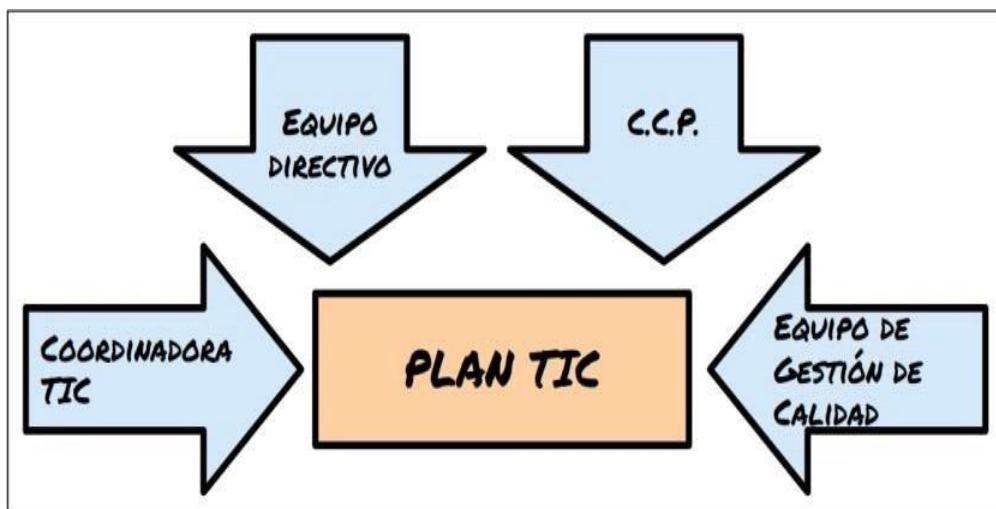 EQUIPO
DIRECTIVO
C.C.P.
COORDINADORA
TIC
PLAN TIC
EQUIPO DE
GESTIÓN DE
CALIDAD